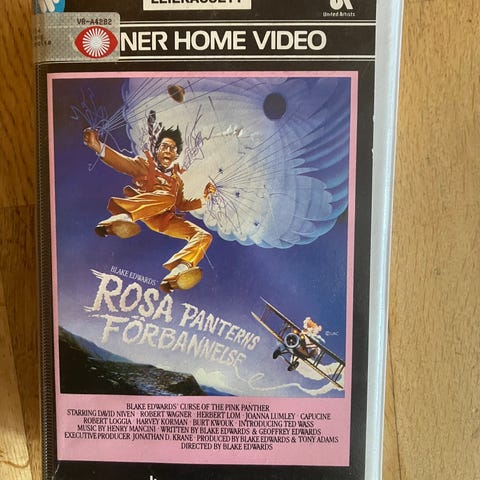 LEIEKASSETT
United Artists
VR-A4282
NER HOME VIDEO
BLAKE EDWARDS'
ROSA PANTERNS
FÖRBANNELSE
©UAC
BLAKE EDWARDS' CURSE OF THE PINK PANTHER
STARRING DAVID NIVEN · ROBERT WAGNER · HERBERT LOM · JOANNA LUMLEY · CAPUCINE
ROBERT LOGGIA · HARVEY KORMAN · BURT KWOUK · INTRODUCING TED WASS
MUSIC BY HENRY MANCINI · WRITTEN BY BLAKE EDWARDS & GEOFFREY EDWARDS
EXECUTIVE PRODUCER JONATHAN D. KRANE · PRODUCED BY BLAKE EDWARDS & TONY ADAMS
DIRECTED BY BLAKE EDWARDS